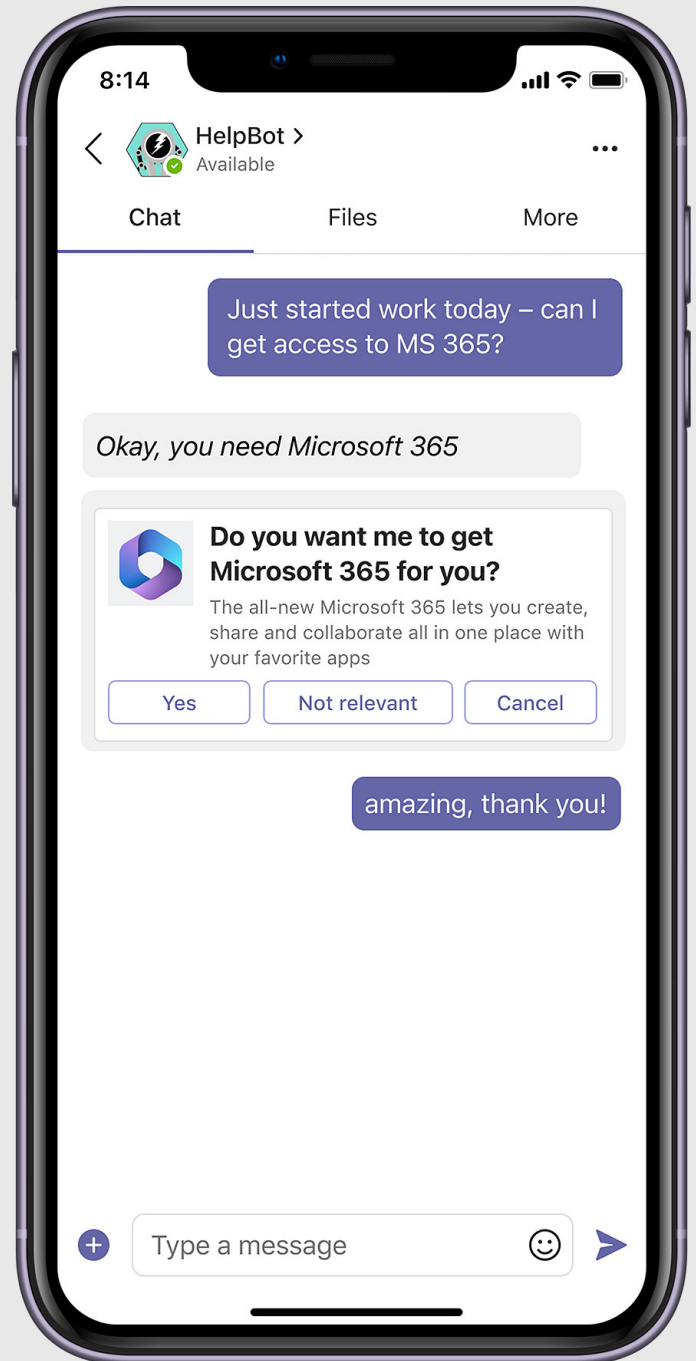 8:14
HelpBot >
Available
Chat Files More
Just started work today – can I
get access to MS 365?
Okay, you need Microsoft 365
Do you want me to get
Microsoft 365 for you?
The all-new Microsoft 365 lets you create,
share and collaborate all in one place with
your favorite apps
Yes Not relevant Cancel
amazing, thank you!
Type a message